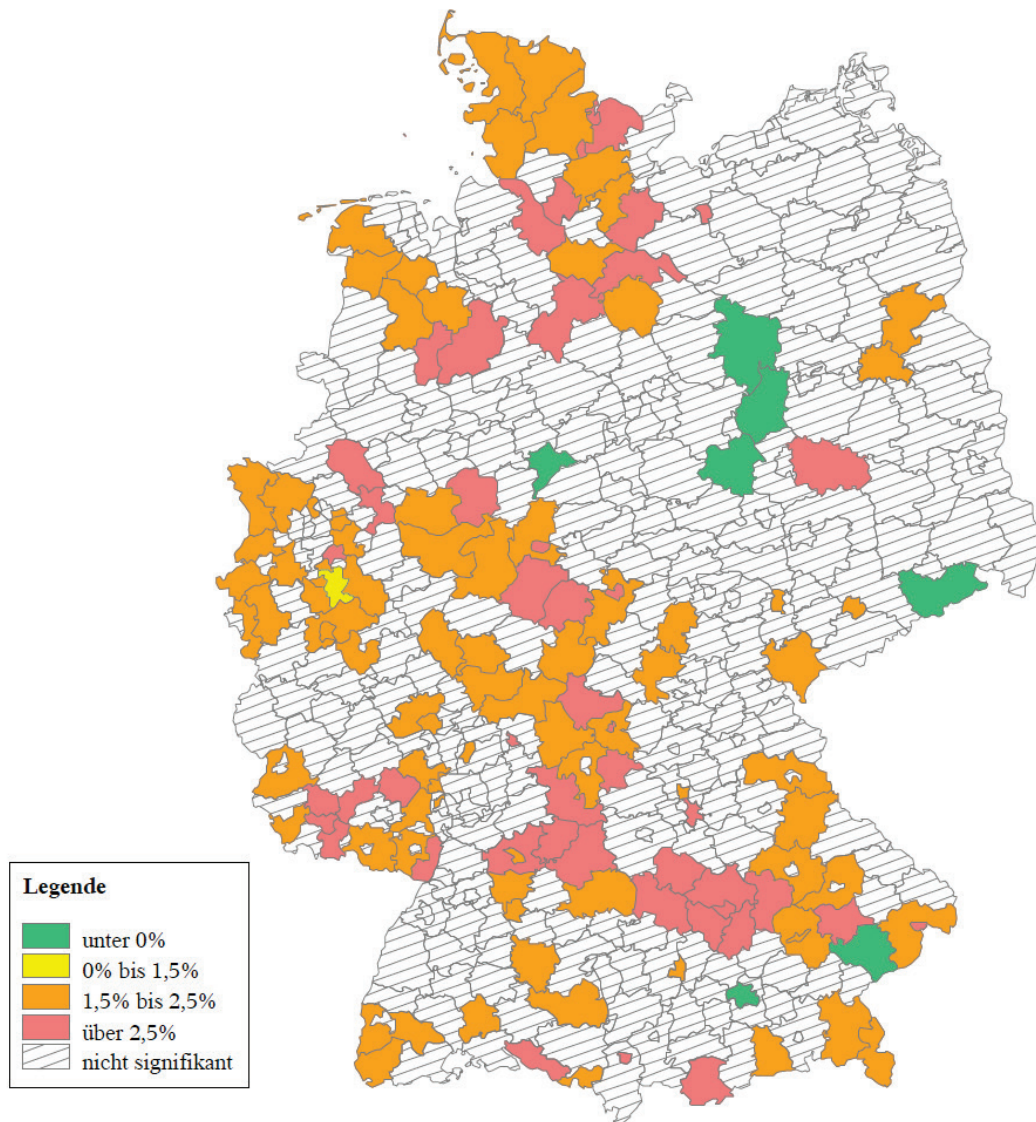 Legende
unter 0%
0% bis 1,5%
1,5% bis 2,5%
über 2,5%
nicht signifikant